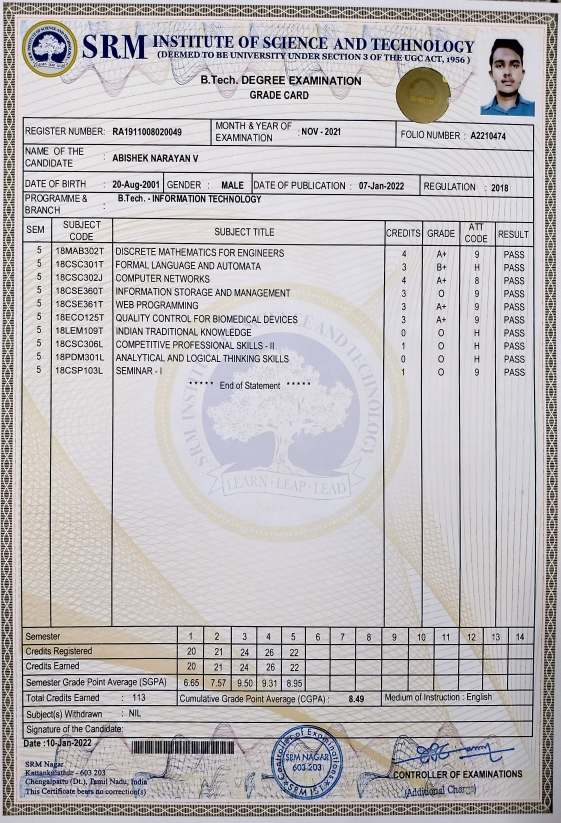 SRM INSTITUTE OF SCIENCE AND TECHNOLOGY
(DEEMED TO BE UNIVERSITY UNDER SECTION 3 OF THE UGC ACT, 1956)
B.Tech. DEGREE EXAMINATION
GRADE CARD
REGISTER NUMBER: RA1911008020049 MONTH & YEAR OF EXAMINATION : NOV - 2021 FOLIO NUMBER : A2210474
NAME OF THE CANDIDATE : ABISHEK NARAYAN V
DATE OF BIRTH : 20-Aug-2001 GENDER : MALE DATE OF PUBLICATION : 07-Jan-2022 REGULATION : 2018
PROGRAMME & BRANCH : B.Tech. - INFORMATION TECHNOLOGY
SEM SUBJECT CODE SUBJECT TITLE CREDITS GRADE ATT CODE RESULT
5 18MAB302T DISCRETE MATHEMATICS FOR ENGINEERS 4 A+ 9 PASS
5 18CSC301T FORMAL LANGUAGE AND AUTOMATA 3 B+ H PASS
5 18CSC302J COMPUTER NETWORKS 4 A+ 8 PASS
5 18CSE360T INFORMATION STORAGE AND MANAGEMENT 3 O 9 PASS
5 18CSE361T WEB PROGRAMMING 3 A+ 9 PASS
5 18ECO125T QUALITY CONTROL FOR BIOMEDICAL DEVICES 3 A+ 9 PASS
5 18LEM109T INDIAN TRADITIONAL KNOWLEDGE 0 O H PASS
5 18CSC306L COMPETITIVE PROFESSIONAL SKILLS - II 1 O H PASS
5 18PDM301L ANALYTICAL AND LOGICAL THINKING SKILLS 0 O H PASS
5 18CSP103L SEMINAR - I 1 O 9 PASS
***** End of Statement *****
SRM INSTITUTE OF SCIENCE AND TECHNOLOGY
LEARN · LEAP · LEAD
Semester 1 2 3 4 5 6 7 8 9 10 11 12 13 14
Credits Registered 20 21 24 26 22
Credits Earned 20 21 24 26 22
Semester Grade Point Average (SGPA) 6.65 7.57 9.50 9.31 8.95
Total Credits Earned : 113 Cumulative Grade Point Average (CGPA) : 8.49 Medium of Instruction : English
Subject(s) Withdrawn : NIL
Signature of the Candidate:
Date :10-Jan-2022
SRM Nagar
Kattankulathur - 603 203
Chengalpattu (Dt.), Tamil Nadu, India
This Certificate bears no correction(s)
Controller of Examinations
SRM NAGAR
603 203
SRM IST
CONTROLLER OF EXAMINATIONS
(Additional Charge)